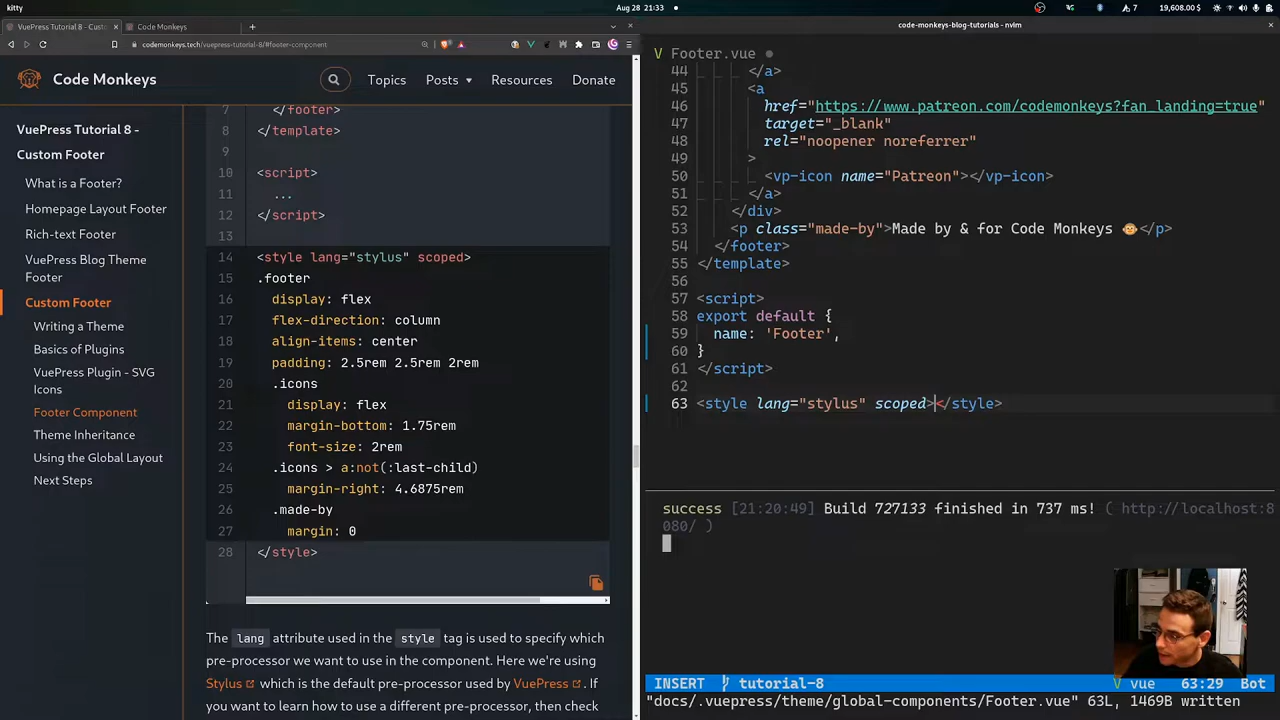 kitty
Aug 28 21:33
7
19,608.00
VuePress Tutorial 8 - Cust
Code Monkeys
codemonkeys.tech/vuepress-tutorial-8/#footer-component
Code Monkeys
Topics
Posts
Resources
Donate
VuePress Tutorial 8 -
Custom Footer
What is a Footer?
Homepage Layout Footer
Rich-text Footer
VuePress Blog Theme
Footer
Custom Footer
Writing a Theme
Basics of Plugins
VuePress Plugin - SVG
Icons
Footer Component
Theme Inheritance
Using the Global Layout
Next Steps
7 </footer>
8 </template>
9
10 <script>
11 ...
12 </script>
13
14 <style lang="stylus" scoped>
15 .footer
16 display: flex
17 flex-direction: column
18 align-items: center
19 padding: 2.5rem 2.5rem 2rem
20 .icons
21 display: flex
22 margin-bottom: 1.75rem
23 font-size: 2rem
24 .icons > a:not(:last-child)
25 margin-right: 4.6875rem
26 .made-by
27 margin: 0
28 </style>
The lang attribute used in the style tag is used to specify which
pre-processor we want to use in the component. Here we're using
Stylus which is the default pre-processor used by VuePress . If
you want to learn how to use a different pre-processor, then check
code-monkeys-blog-tutorials - nvim
V Footer.vue ●
44 </a>
45 <a
46 href="https://www.patreon.com/codemonkeys?fan_landing=true"
47 target="_blank"
48 rel="noopener noreferrer"
49 >
50 <vp-icon name="Patreon"></vp-icon>
51 </a>
52 </div>
53 <p class="made-by">Made by & for Code Monkeys 🐵</p>
54 </footer>
55 </template>
56
57 <script>
58 export default {
59 name: 'Footer',
60 }
61 </script>
62
63 <style lang="stylus" scoped></style>
success [21:20:49] Build 727133 finished in 737 ms! ( http://localhost:8
080/ )
INSERT tutorial-8 vue 63:29 Bot
"docs/.vuepress/theme/global-components/Footer.vue" 63L, 1469B written